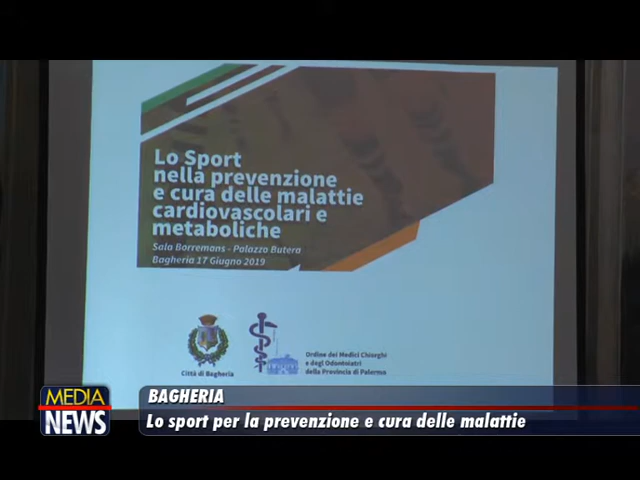 Lo Sport
nella prevenzione
e cura delle malattie
cardiovascolari e
metaboliche
Sala Borremans - Palazzo Butera
Bagheria 17 Giugno 2019
Città di Bagheria
Ordine dei Medici Chiorghi
e degli Odontoiatri
della Provincia di Palermo
MEDIA
NEWS
BAGHERIA
Lo sport per la prevenzione e cura delle malattie